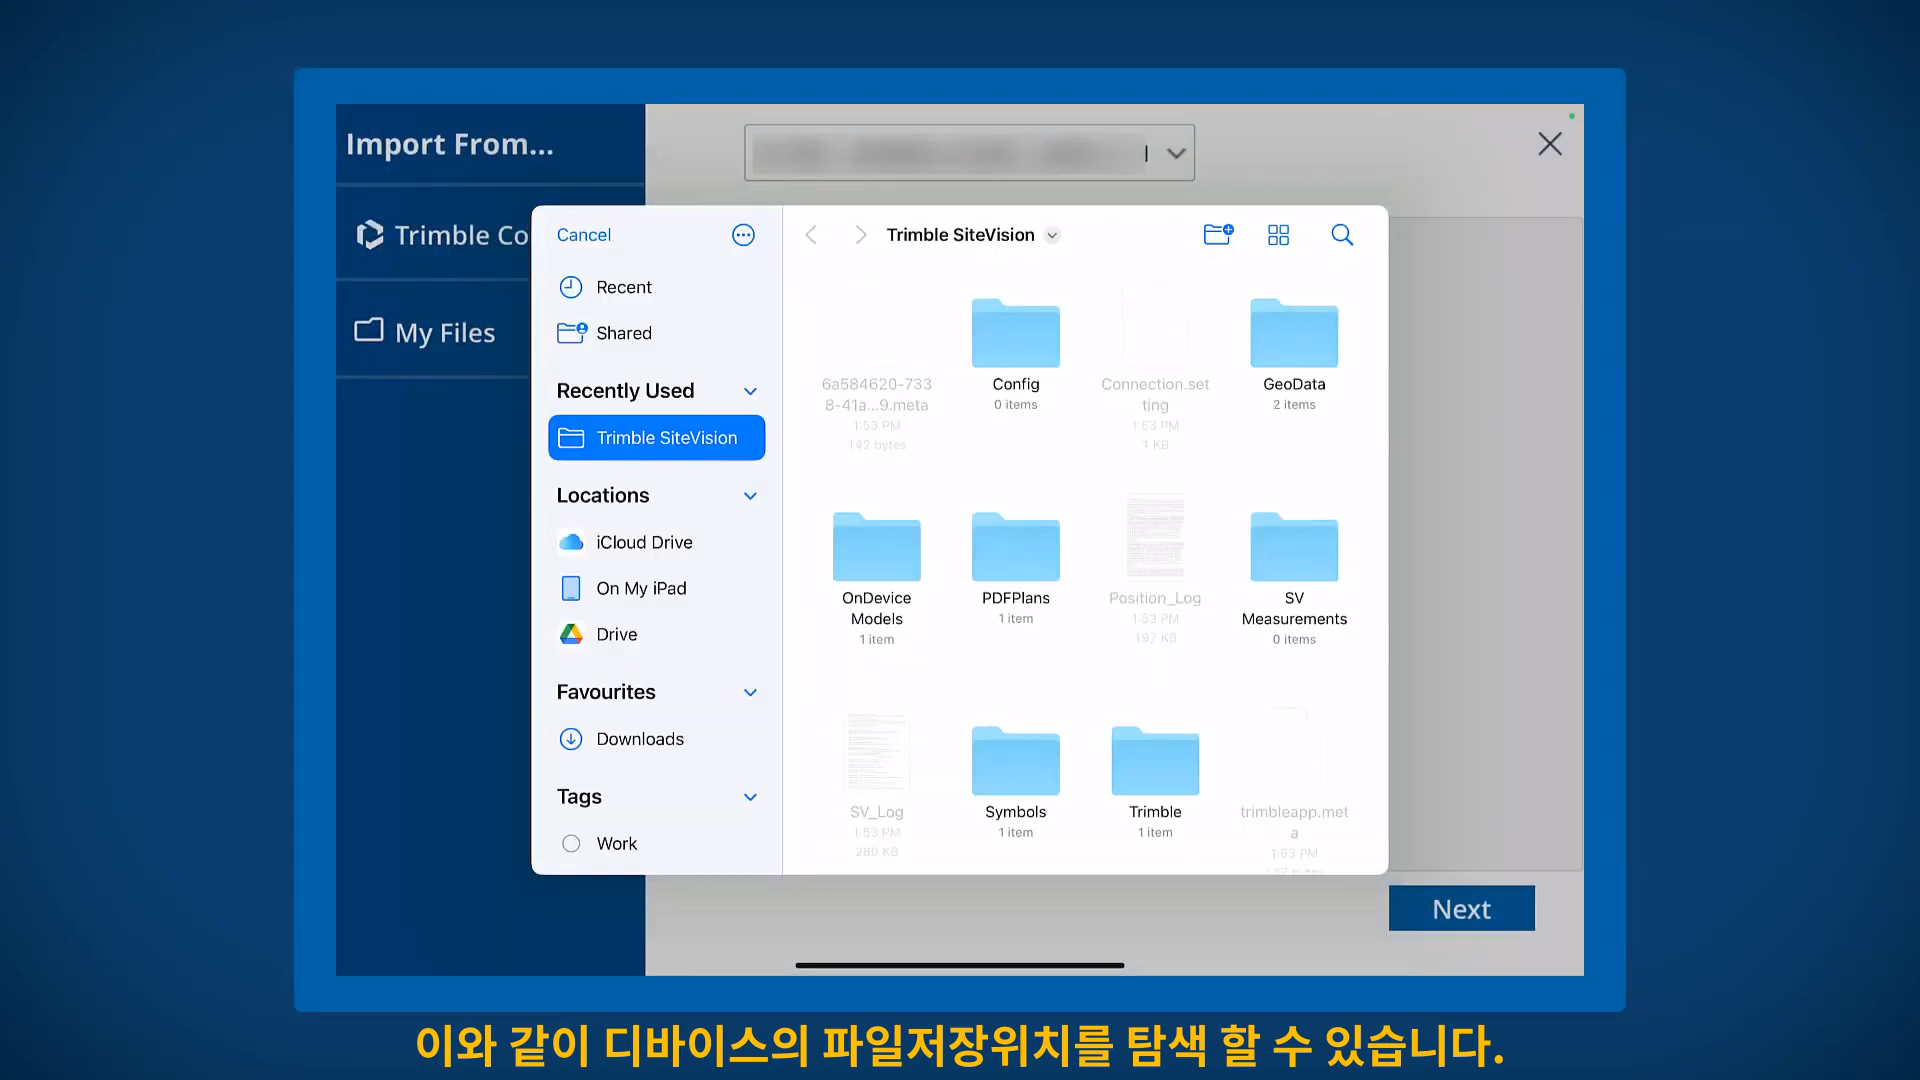 Import From...
Trimble Co
My Files
Cancel
Recent
Shared
Recently Used
Trimble SiteVision
Locations
iCloud Drive
On My iPad
Drive
Favourites
Downloads
Tags
Work
Trimble SiteVision
6a584620-733
8-41a...9.meta
1:53 PM
142 bytes
Config
0 items
Connection.set
ting
1:53 PM
1 KB
GeoData
2 items
OnDevice
Models
1 item
PDFPlans
1 item
Position_Log
1:53 PM
197 KB
SV
Measurements
0 items
SV_Log
1:53 PM
280 KB
Symbols
1 item
Trimble
1 item
trimbleapp.met
a
1:53 PM
Next
이와 같이 디바이스의 파일저장위치를 탐색 할 수 있습니다.